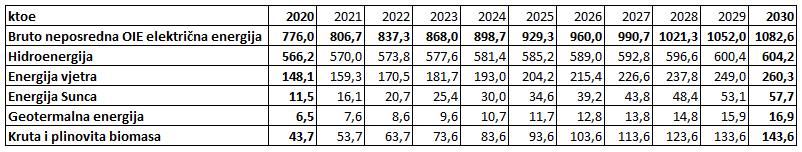 ktoe 2020 2021 2022 2023 2024 2025 2026 2027 2028 2029 2030
Bruto neposredna OIE električna energija 776,0 806,7 837,3 868,0 898,7 929,3 960,0 990,7 1021,3 1052,0 1082,6
Hidroenergija 566,2 570,0 573,8 577,6 581,4 585,2 589,0 592,8 596,6 600,4 604,2
Energija vjetra 148,1 159,3 170,5 181,7 193,0 204,2 215,4 226,6 237,8 249,0 260,3
Energija Sunca 11,5 16,1 20,7 25,4 30,0 34,6 39,2 43,8 48,4 53,1 57,7
Geotermalna energija 6,5 7,6 8,6 9,6 10,7 11,7 12,8 13,8 14,8 15,9 16,9
Kruta i plinovita biomasa 43,7 53,7 63,7 73,6 83,6 93,6 103,6 113,6 123,6 133,6 143,6